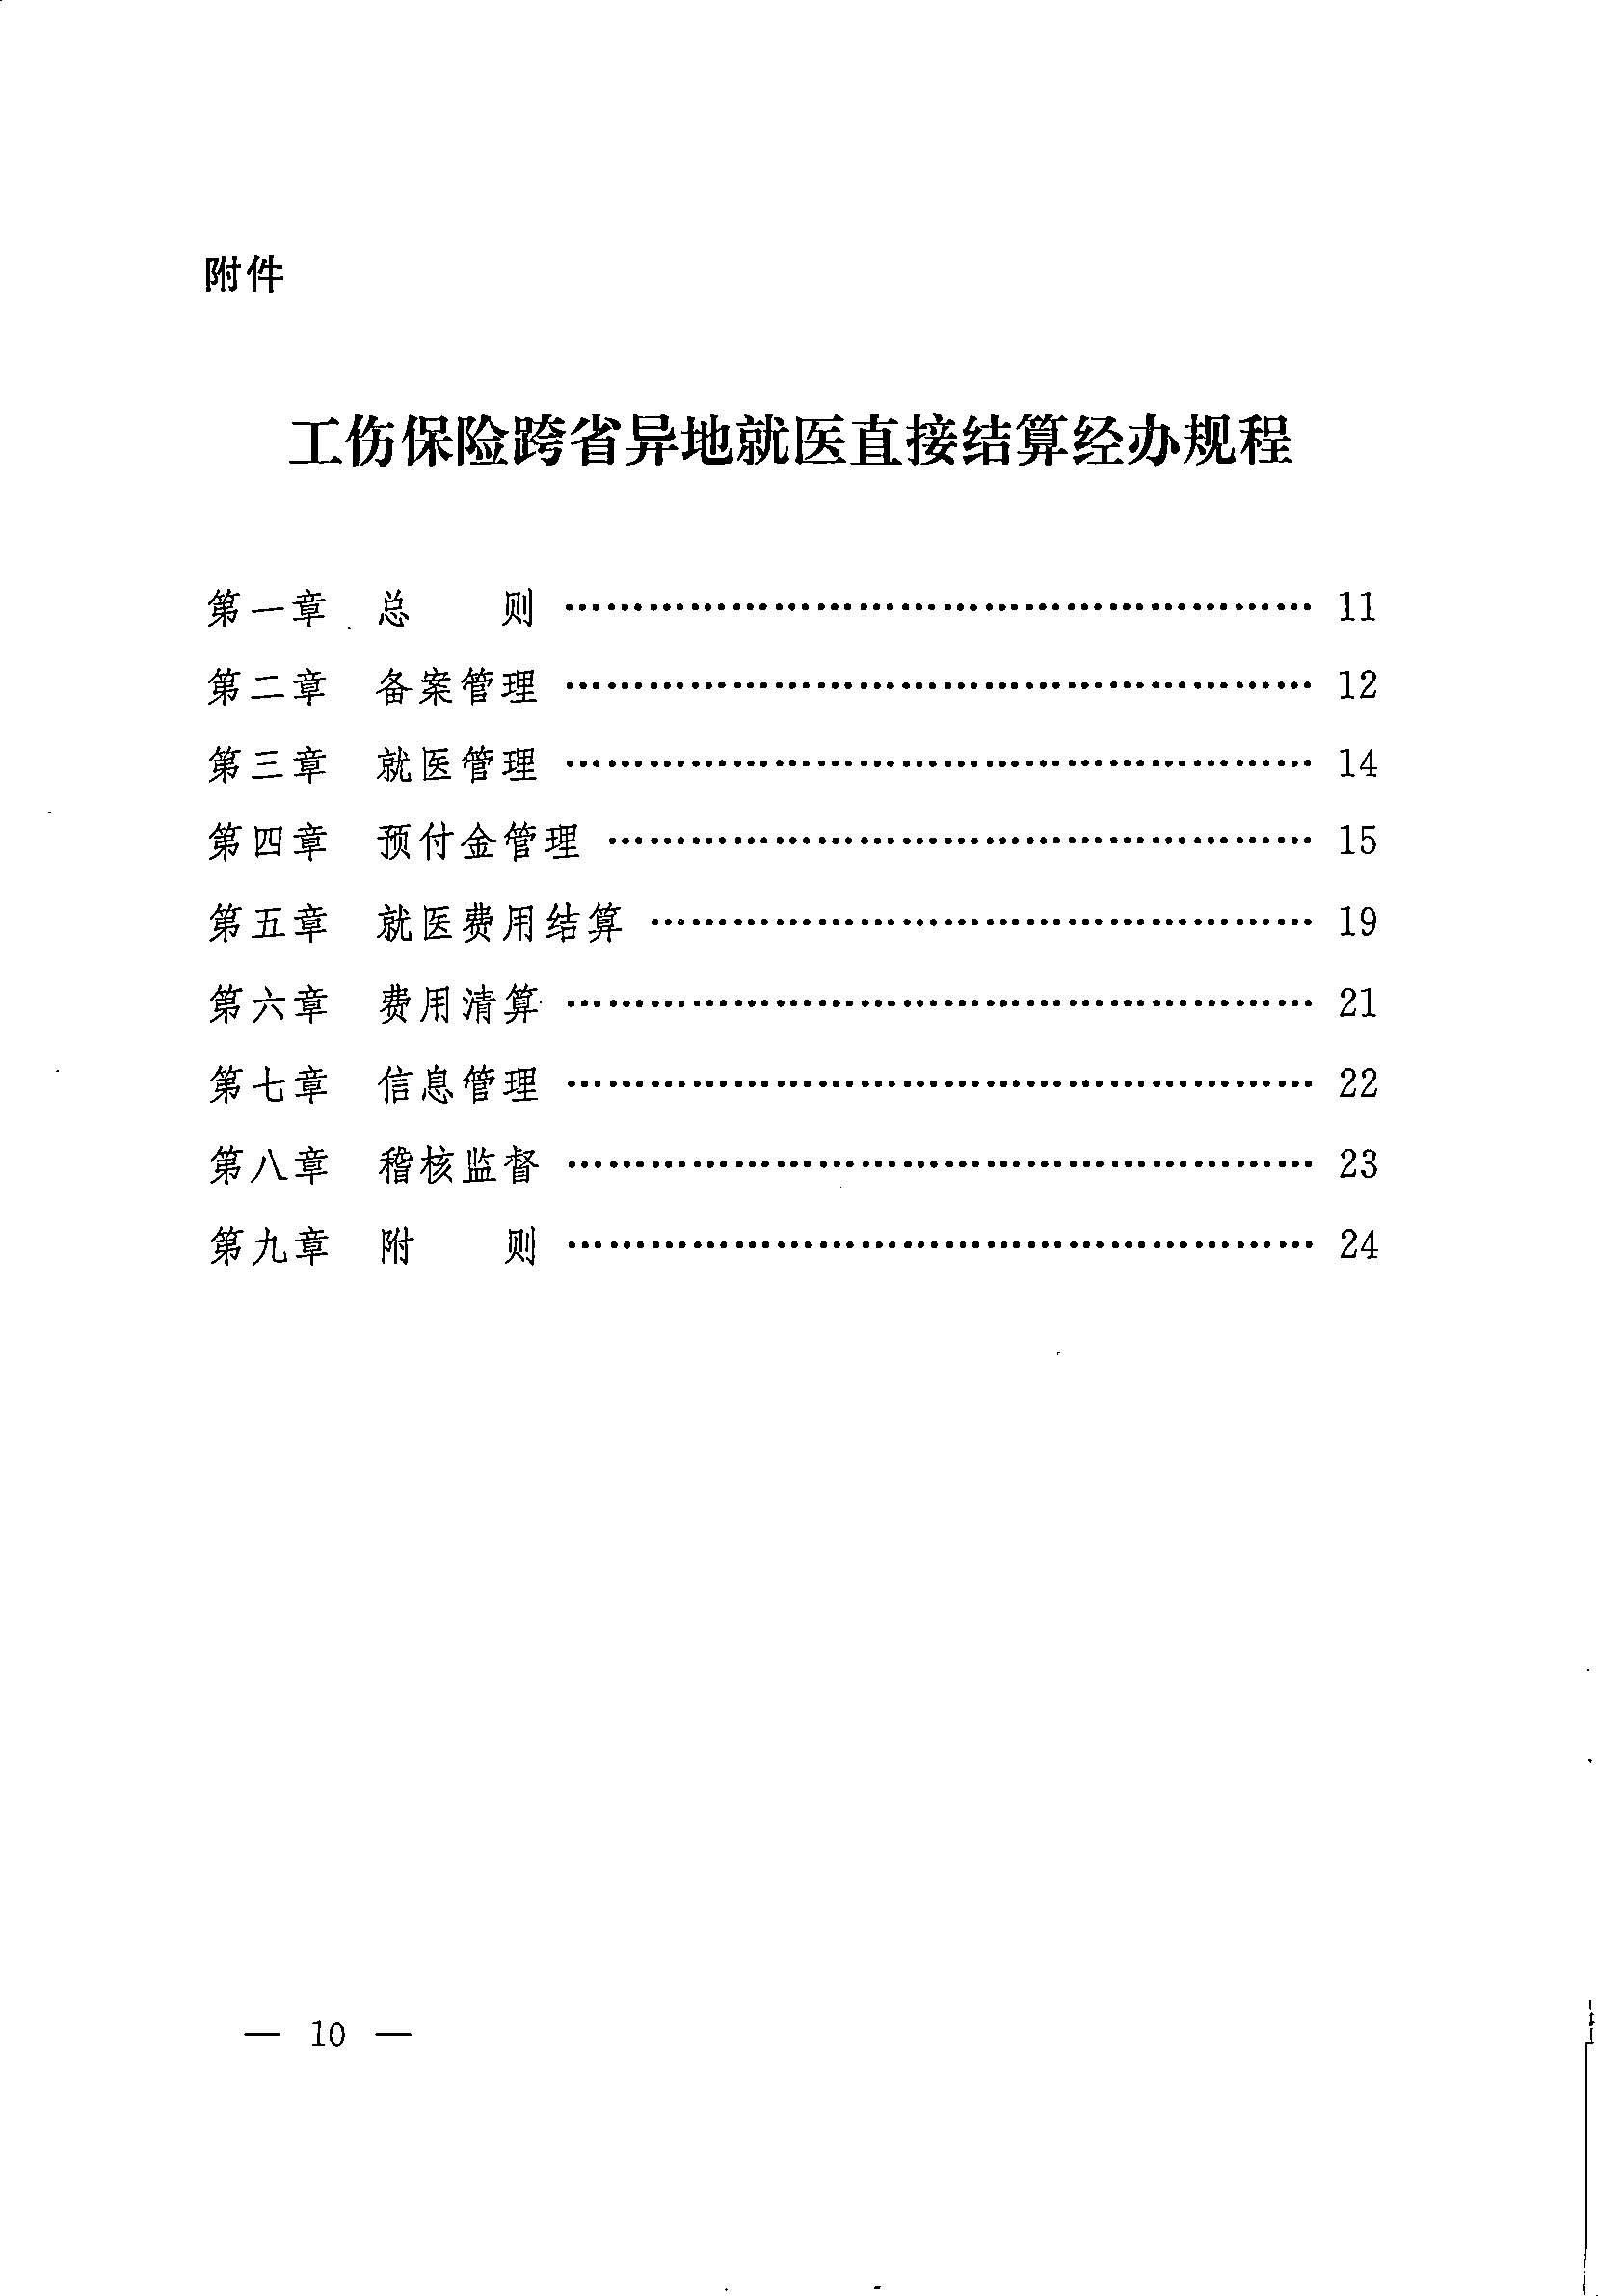 附件
工伤保险跨省异地就医直接结算经办规程
第一章 总 则 …………………………………………… 11
第二章 备案管理 …………………………………………… 12
第三章 就医管理 …………………………………………… 14
第四章 预付金管理 ………………………………………… 15
第五章 就医费用结算 ……………………………………… 19
第六章 费用清算 …………………………………………… 21
第七章 信息管理 …………………………………………… 22
第八章 稽核监督 …………………………………………… 23
第九章 附 则 …………………………………………… 24
— 10 —